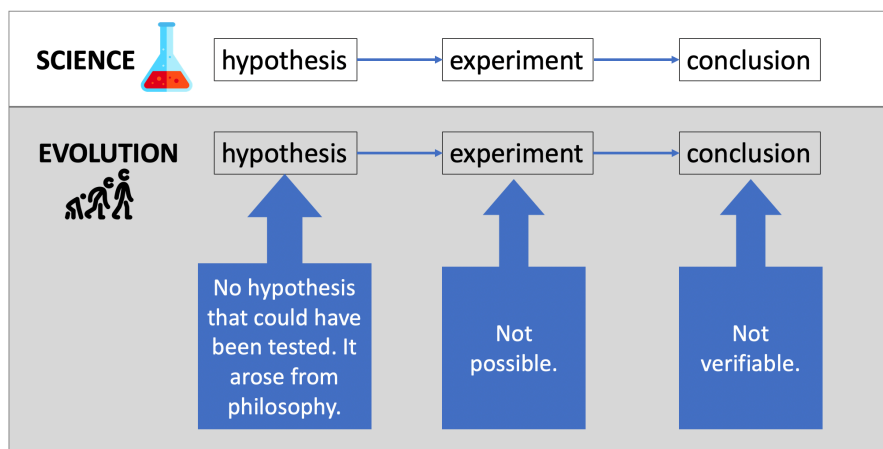 SCIENCE
hypothesis
experiment
conclusion
EVOLUTION
hypothesis
experiment
conclusion
No hypothesis
that could have
been tested. It
arose from
philosophy.
Not
possible.
Not
verifiable.